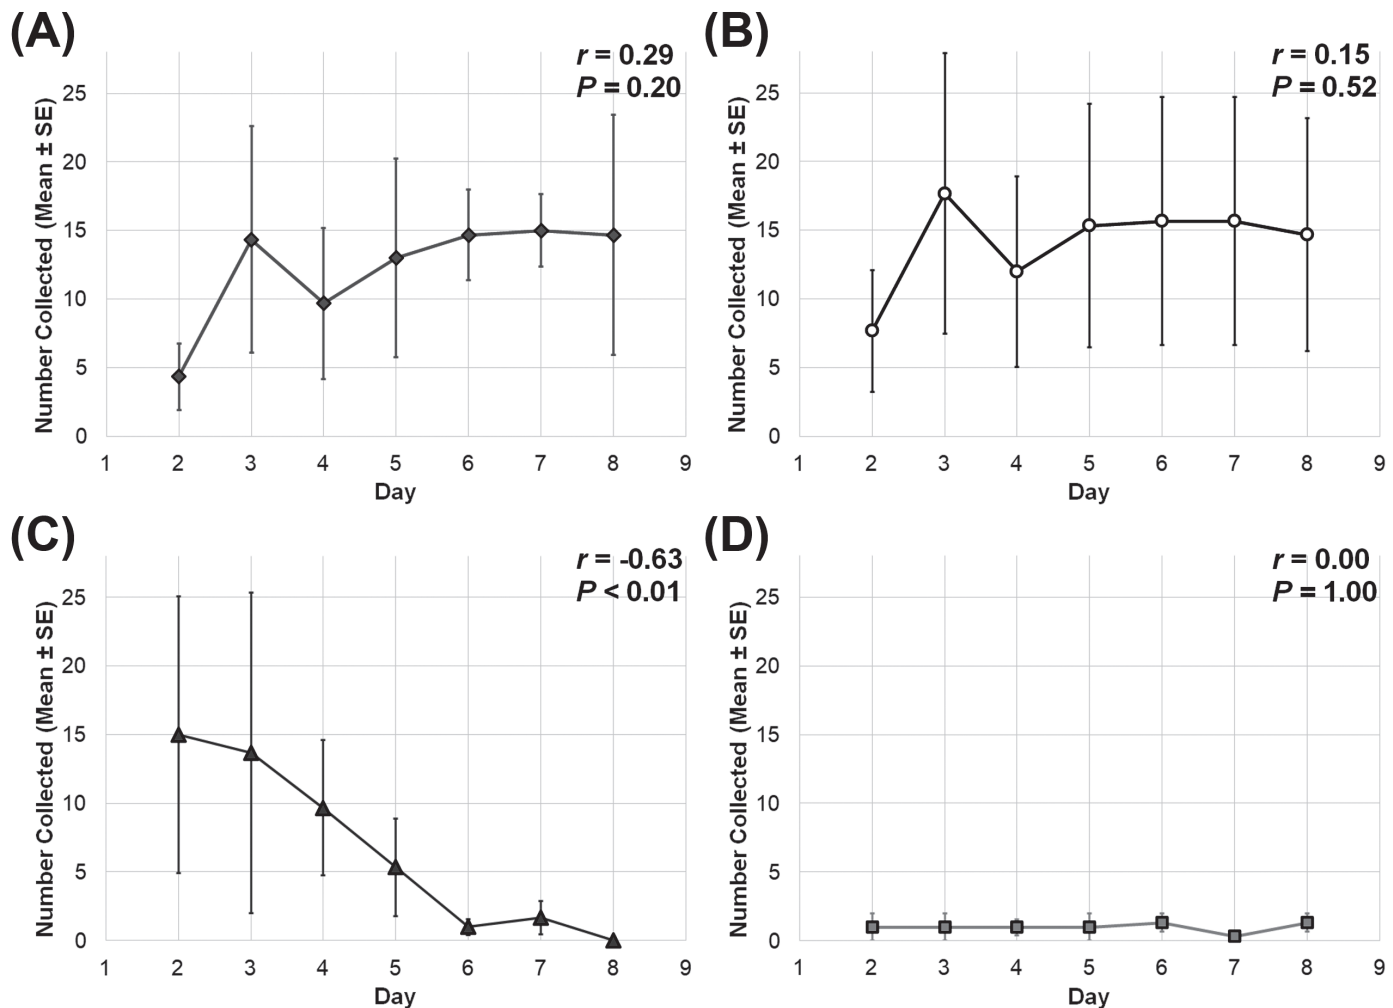 (A)
r = 0.29
P = 0.20
Number Collected (Mean ± SE)
25
20
15
10
5
0
1 2 3 4 5 6 7 8 9
Day
(B)
r = 0.15
P = 0.52
Number Collected (Mean ± SE)
25
20
15
10
5
0
1 2 3 4 5 6 7 8 9
Day
(C)
r = -0.63
P < 0.01
Number Collected (Mean ± SE)
25
20
15
10
5
0
1 2 3 4 5 6 7 8 9
Day
(D)
r = 0.00
P = 1.00
Number Collected (Mean ± SE)
25
20
15
10
5
0
1 2 3 4 5 6 7 8 9
Day